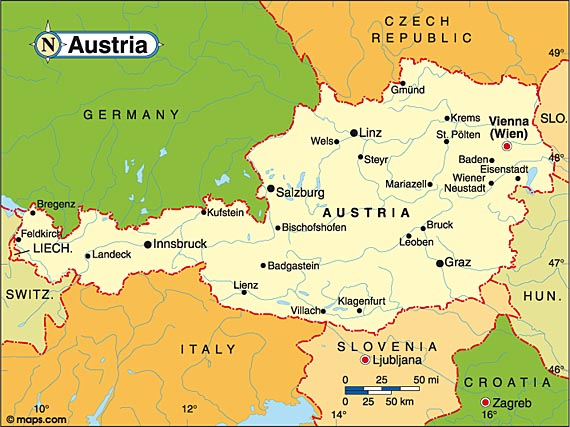 N Austria
CZECH
REPUBLIC
49°
GERMANY
Gmünd
Krems
Vienna
(Wien)
SLO.
Linz
St. Pölten
Wels
Steyr
Baden
48°
Eisenstadt
Mariazell
Wiener
Neustadt
Salzburg
Bregenz
Kufstein
AUSTRIA
Feldkirch
Bischofshofen
Bruck
LIECH.
Innsbruck
Leoben
Landeck
Badgastein
Graz
47°
Lienz
SWITZ.
HUN.
Villach
Klagenfurt
ITALY
SLOVENIA
Ljubljana
46°
CROATIA
0 25 50 mi
0 25 50 km
Zagreb
10°
12°
14°
16°
© maps.com